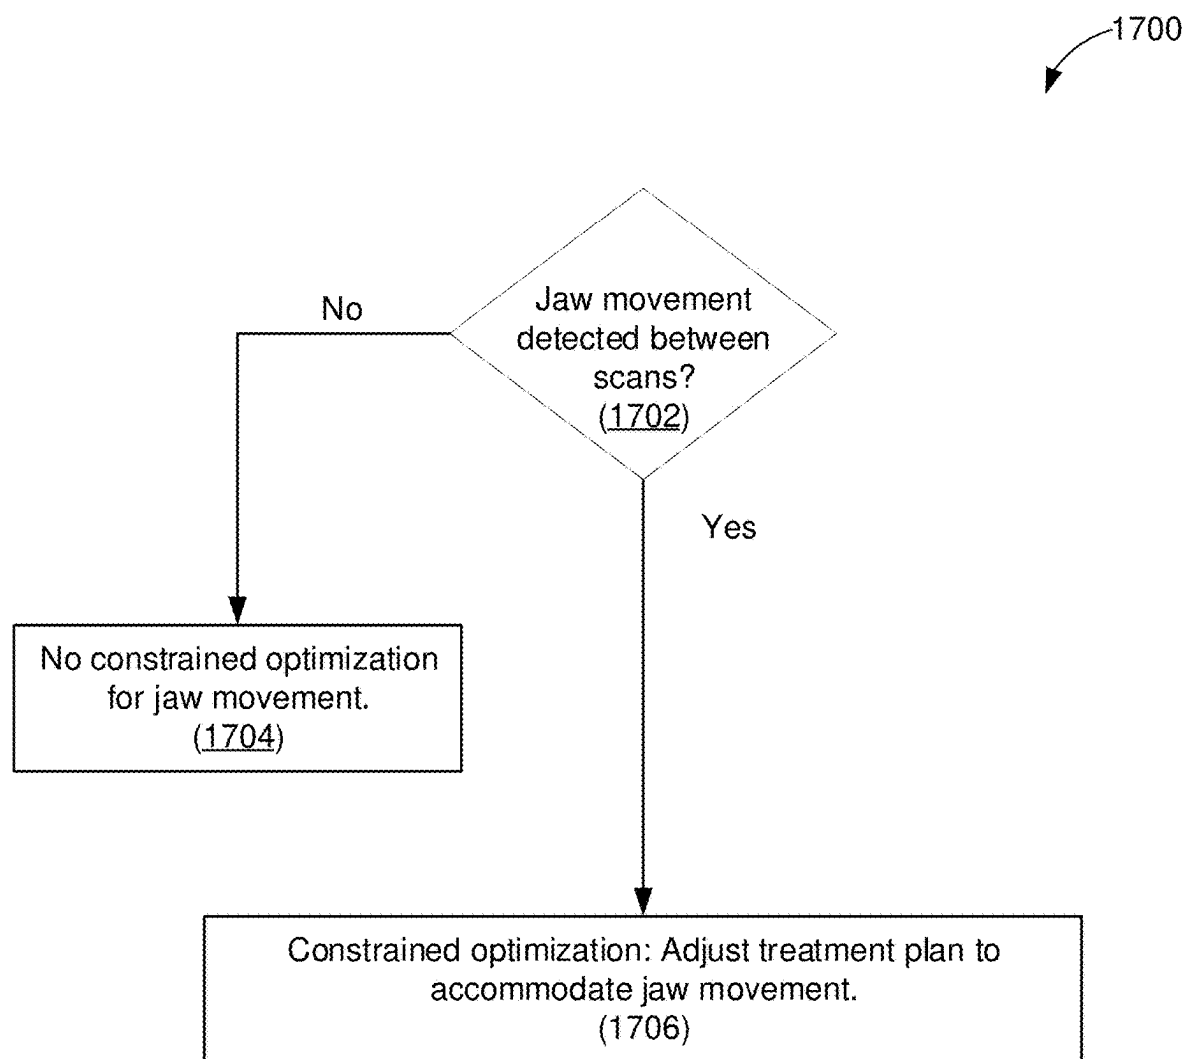 1700
Jaw movement
detected between
scans?
(1702)
No
Yes
No constrained optimization
for jaw movement.
(1704)
Constrained optimization: Adjust treatment plan to
accommodate jaw movement.
(1706)